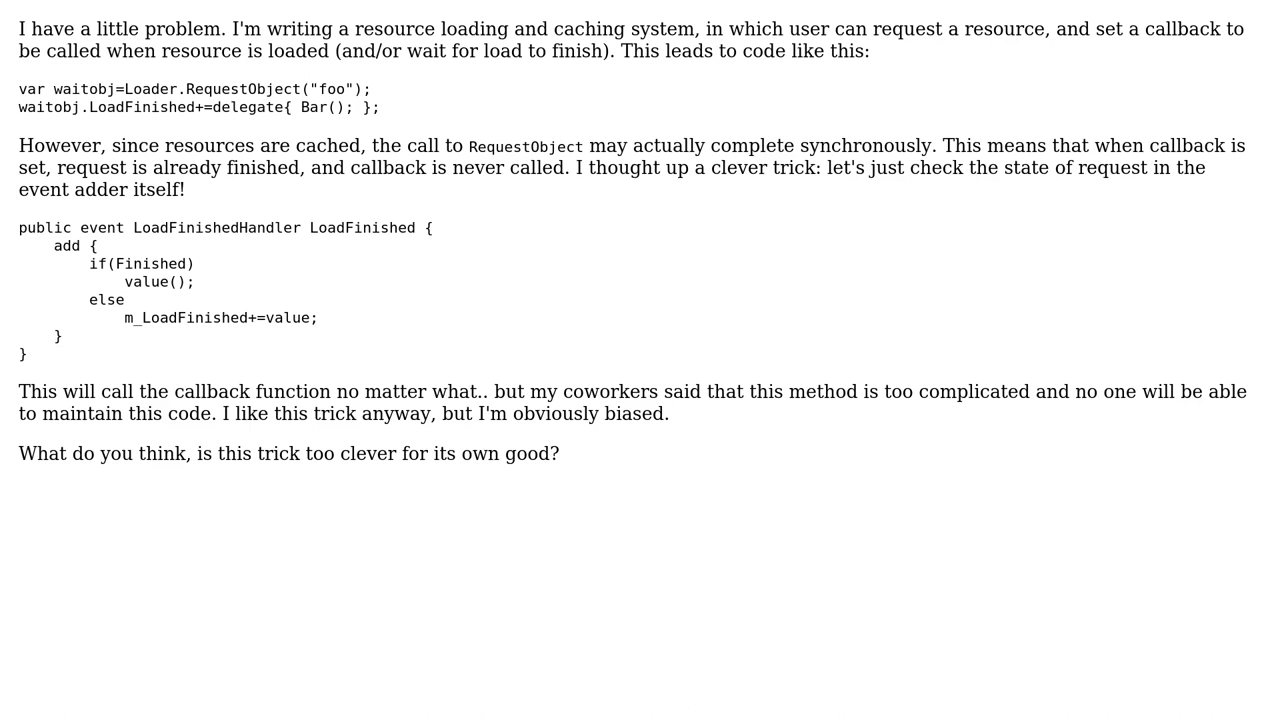 I have a little problem. I'm writing a resource loading and caching system, in which user can request a resource, and set a callback to
be called when resource is loaded (and/or wait for load to finish). This leads to code like this:
var waitobj=Loader.RequestObject("foo");
waitobj.LoadFinished+=delegate{ Bar(); };
However, since resources are cached, the call to RequestObject may actually complete synchronously. This means that when callback is
set, request is already finished, and callback is never called. I thought up a clever trick: let's just check the state of request in the
event adder itself!
public event LoadFinishedHandler LoadFinished {
    add {
        if(Finished)
            value();
        else
            m_LoadFinished+=value;
    }
}
This will call the callback function no matter what.. but my coworkers said that this method is too complicated and no one will be able
to maintain this code. I like this trick anyway, but I'm obviously biased.
What do you think, is this trick too clever for its own good?